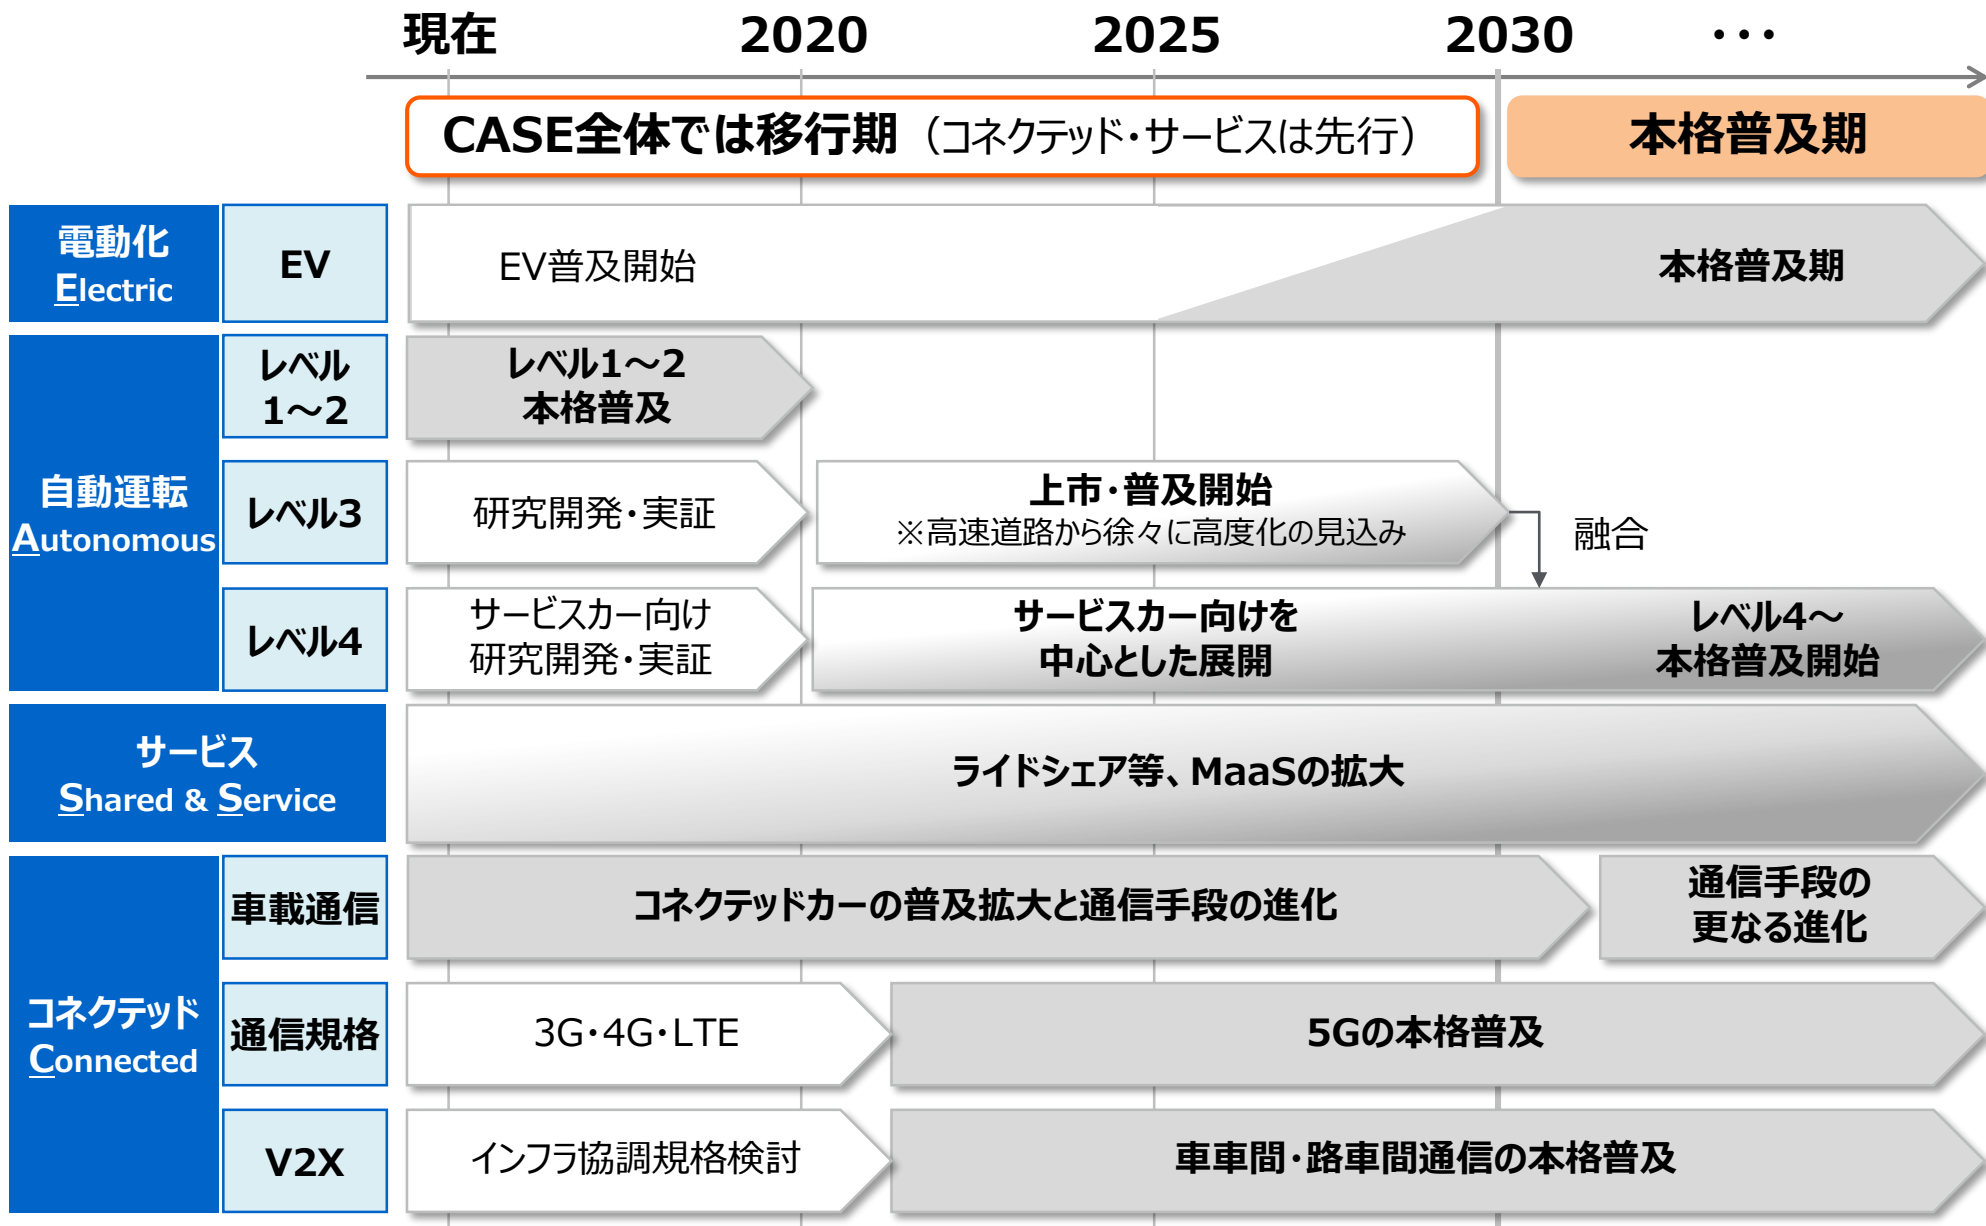 現在 2020 2025 2030 ・・・
CASE全体では移行期（コネクテッド・サービスは先行）
本格普及期
電動化
Electric
EV
EV普及開始
本格普及期
自動運転
Autonomous
レベル
1～2
レベル1～2
本格普及
レベル3
研究開発・実証
上市・普及開始
※高速道路から徐々に高度化の見込み
融合
レベル4
サービスカー向け
研究開発・実証
サービスカー向けを
中心とした展開
レベル4～
本格普及開始
サービス
Shared & Service
ライドシェア等、MaaSの拡大
コネクテッド
Connected
車載通信
コネクテッドカーの普及拡大と通信手段の進化
通信手段の
更なる進化
通信規格
3G・4G・LTE
5Gの本格普及
V2X
インフラ協調規格検討
車車間・路車間通信の本格普及